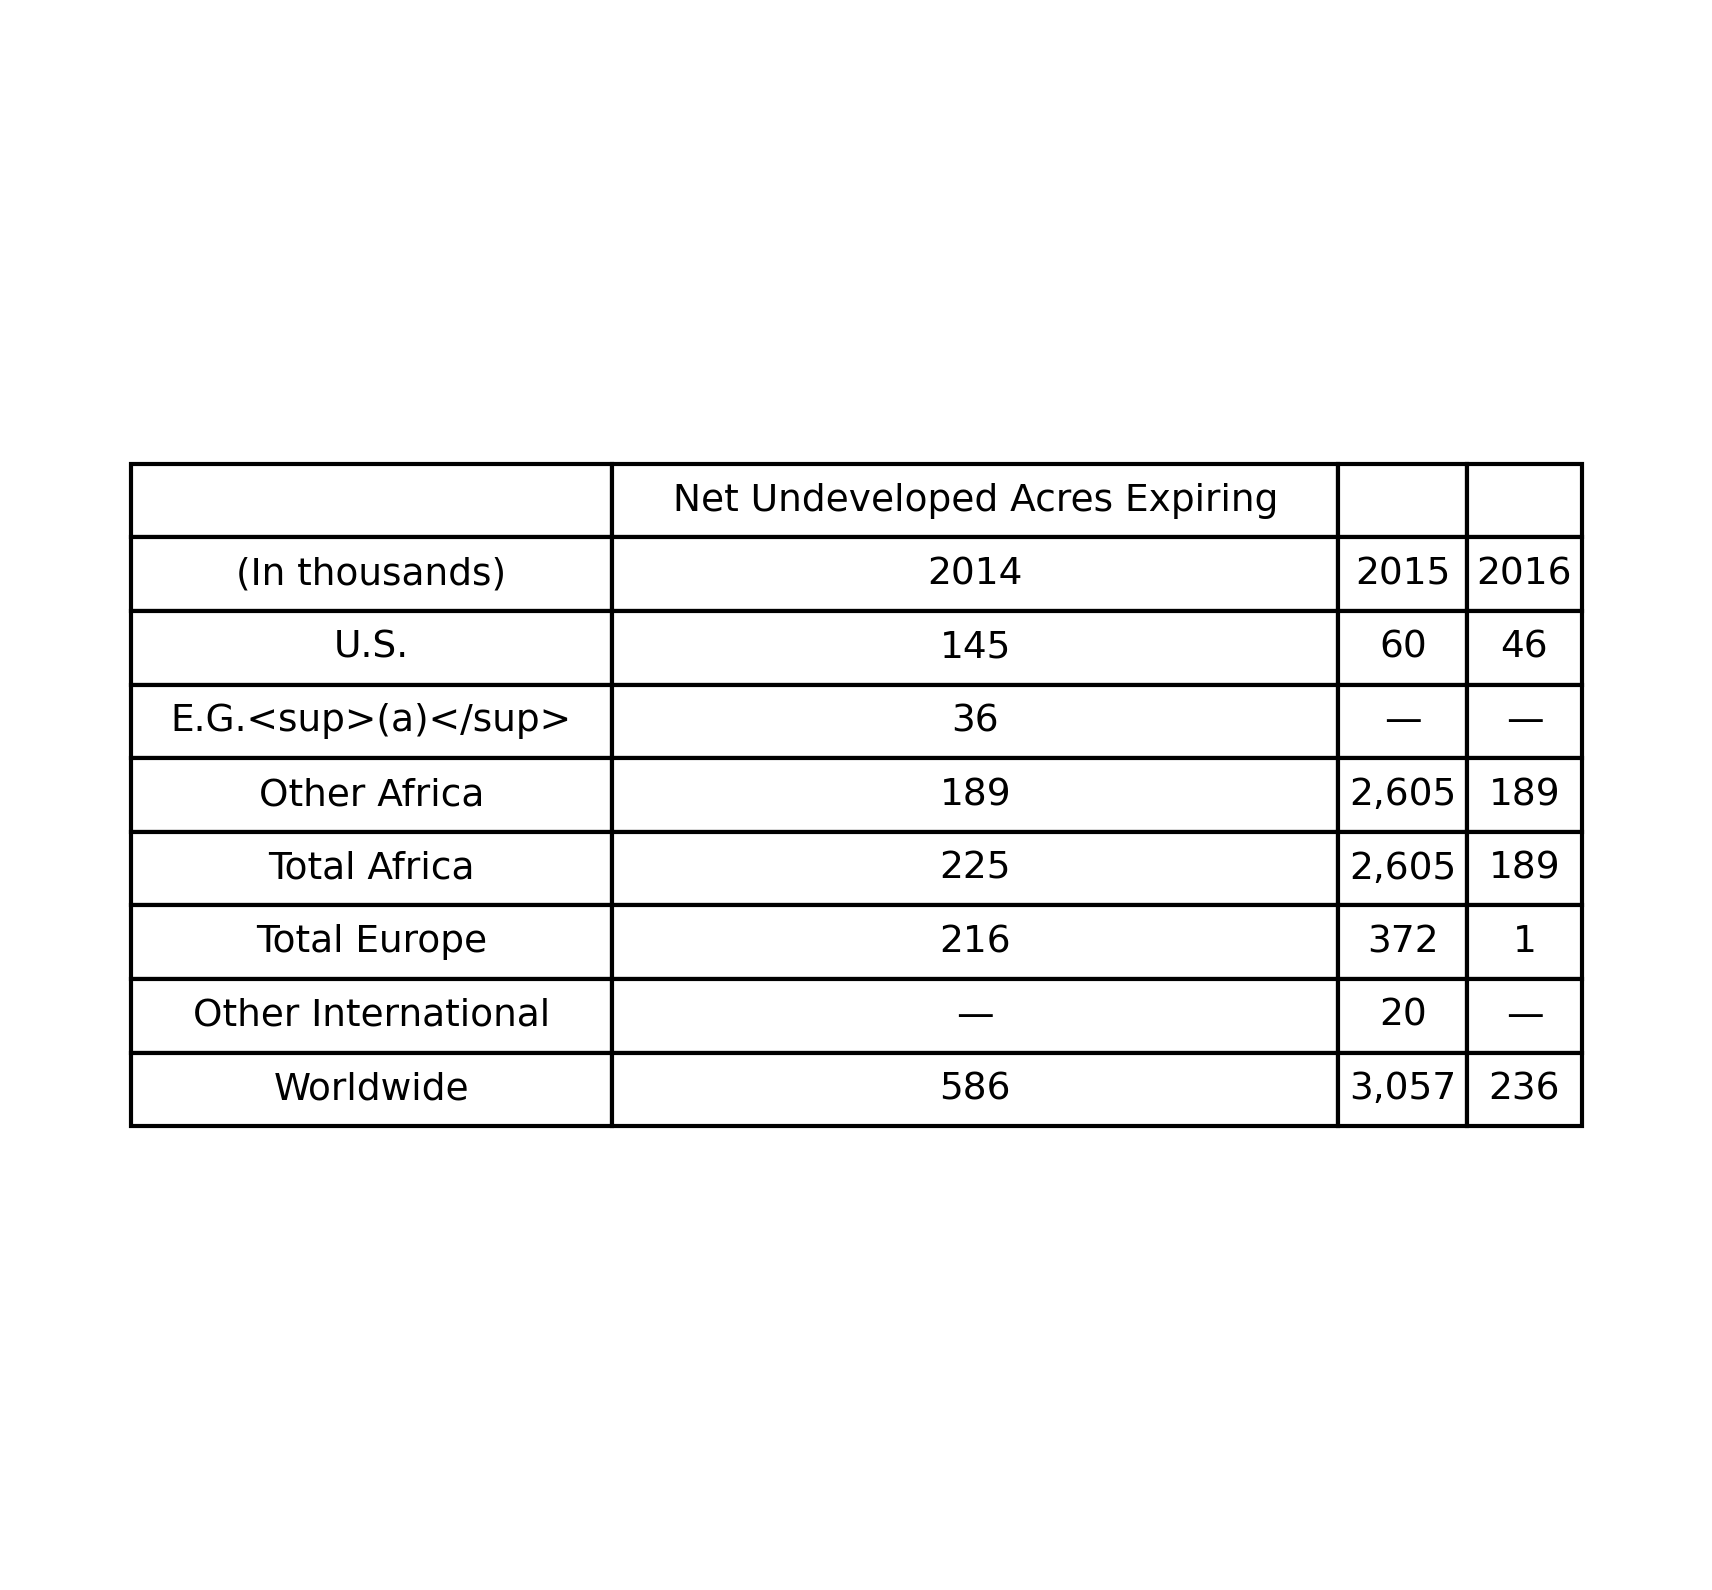 Net Undeveloped Acres Expiring
(In thousands) 2014 2015 2016
U.S. 145 60 46
E.G.<sup>(a)</sup> 36 — —
Other Africa 189 2,605 189
Total Africa 225 2,605 189
Total Europe 216 372 1
Other International — 20 —
Worldwide 586 3,057 236